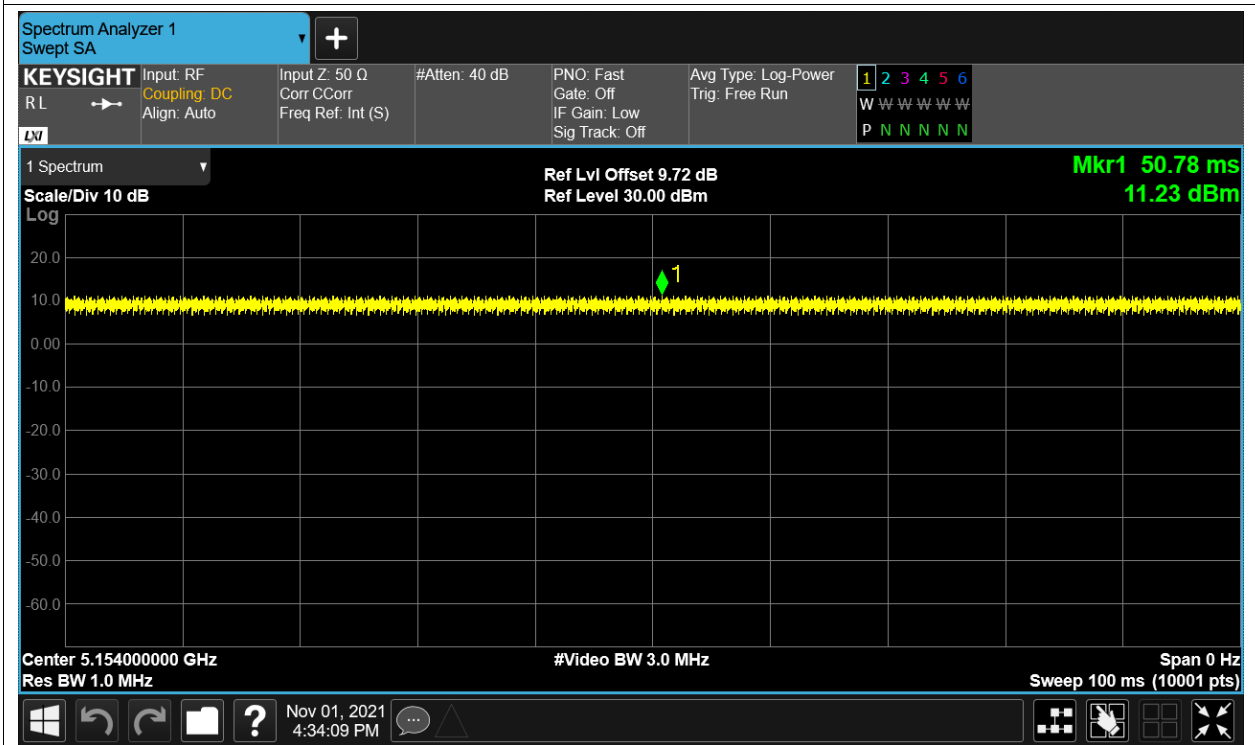 Spectrum Analyzer 1
Swept SA
KEYSIGHT
R L
LXI
Input: RF
Coupling: DC
Align: Auto
Input Z: 50 Ω
Corr CCorr
Freq Ref: Int (S)
#Atten: 40 dB
PNO: Fast
Gate: Off
IF Gain: Low
Sig Track: Off
Avg Type: Log-Power
Trig: Free Run
1 2 3 4 5 6
W W W W W W
P N N N N N
1 Spectrum
Scale/Div 10 dB
Ref Lvl Offset 9.72 dB
Ref Level 30.00 dBm
Mkr1 50.78 ms
11.23 dBm
Log
20.0
10.0
0.00
-10.0
-20.0
-30.0
-40.0
-50.0
-60.0
1
Center 5.154000000 GHz
Res BW 1.0 MHz
#Video BW 3.0 MHz
Span 0 Hz
Sweep 100 ms (10001 pts)
?
Nov 01, 2021
4:34:09 PM